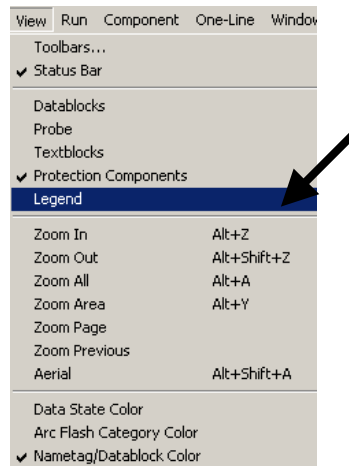 View Run Component One-Line Window
Toolbars...
Status Bar
Datablocks
Probe
Textblocks
Protection Components
Legend
Zoom In Alt+Z
Zoom Out Alt+Shift+Z
Zoom All Alt+A
Zoom Area Alt+Y
Zoom Page
Zoom Previous
Aerial Alt+Shift+A
Data State Color
Arc Flash Category Color
Nametag/Datablock Color